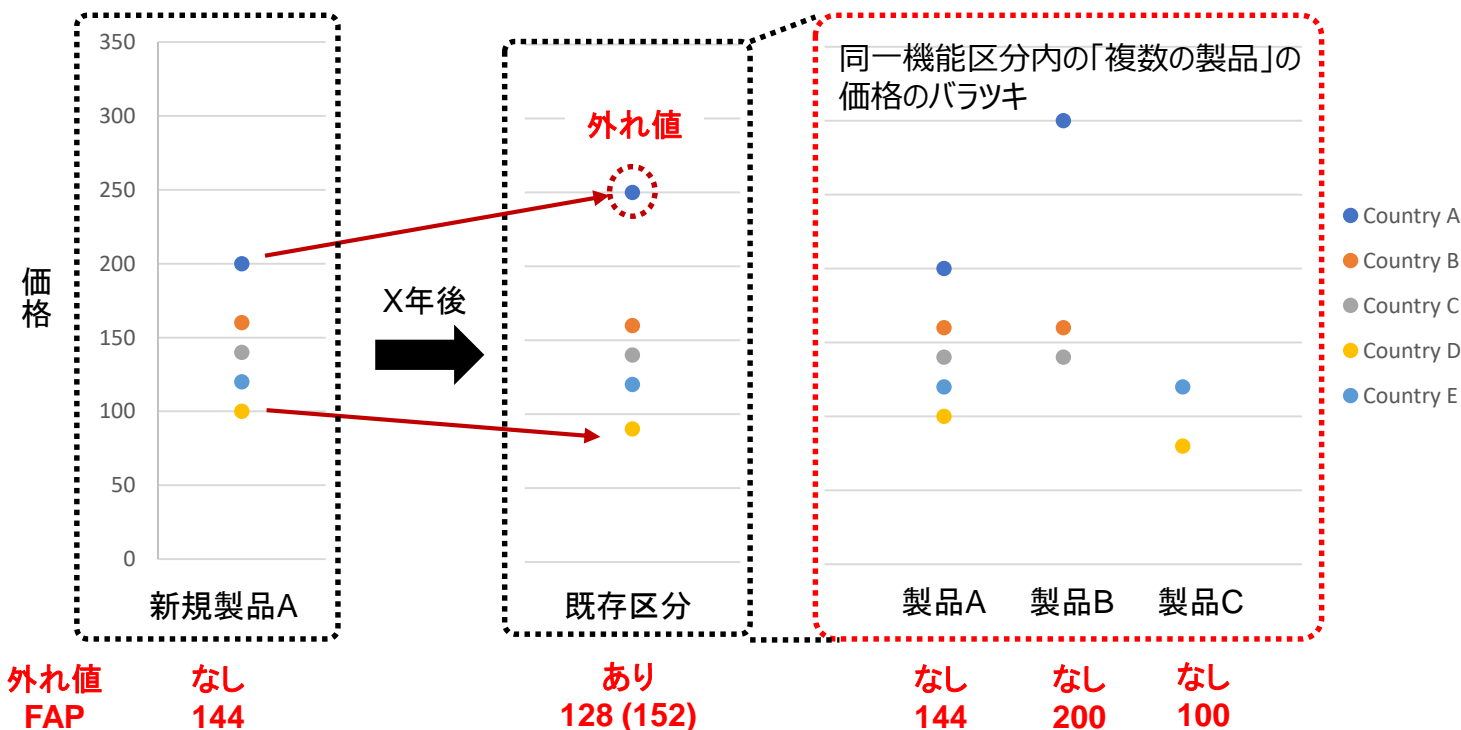 350
300
250
200
150
100
50
0
価格
新規製品A
X年後
外れ値
既存区分
同一機能区分内の「複数の製品」の
価格のバラツキ
製品A 製品B 製品C
Country A
Country B
Country C
Country D
Country E
外れ値 なし あり なし なし なし
FAP 144 128 (152) 144 200 100